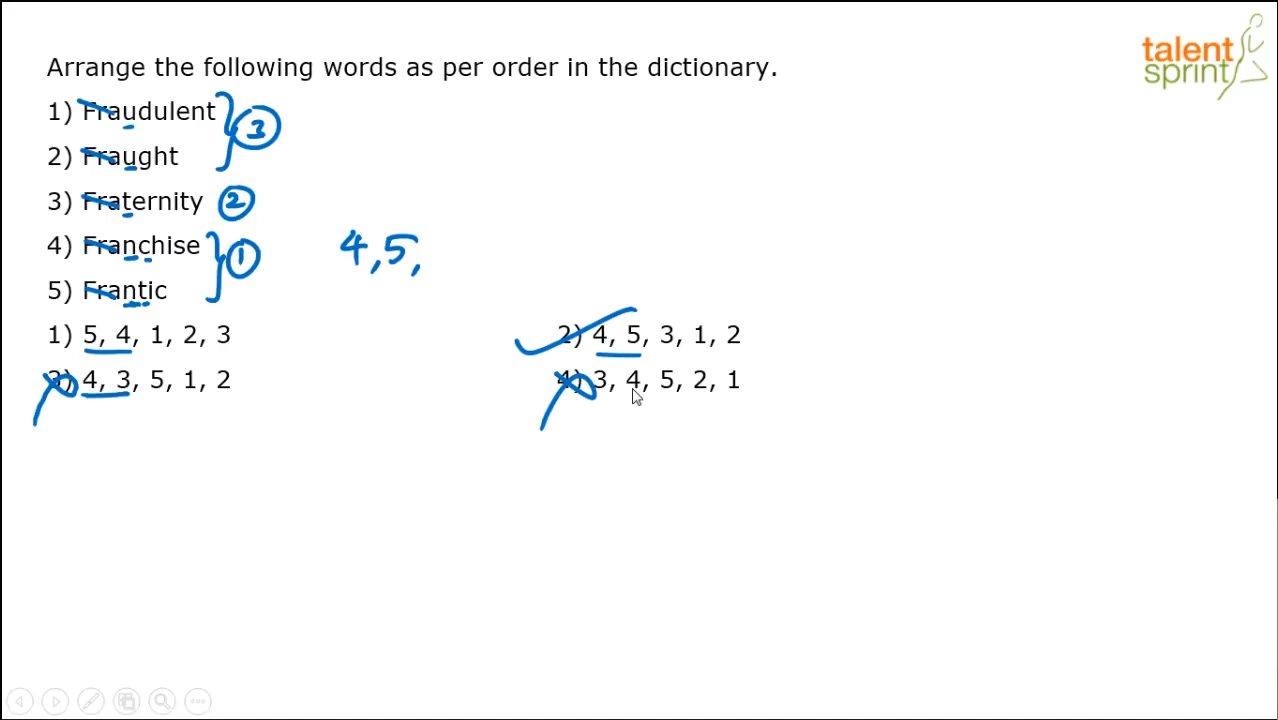 talent
sprint
Arrange the following words as per order in the dictionary.
1) Fraudulent
3
2) Fraught
3) Fraternity 2
4) Franchise
1 4,5,
5) Frantic
1) 5, 4, 1, 2, 3 2) 4, 5, 3, 1, 2
3) 4, 3, 5, 1, 2 4) 3, 4, 5, 2, 1